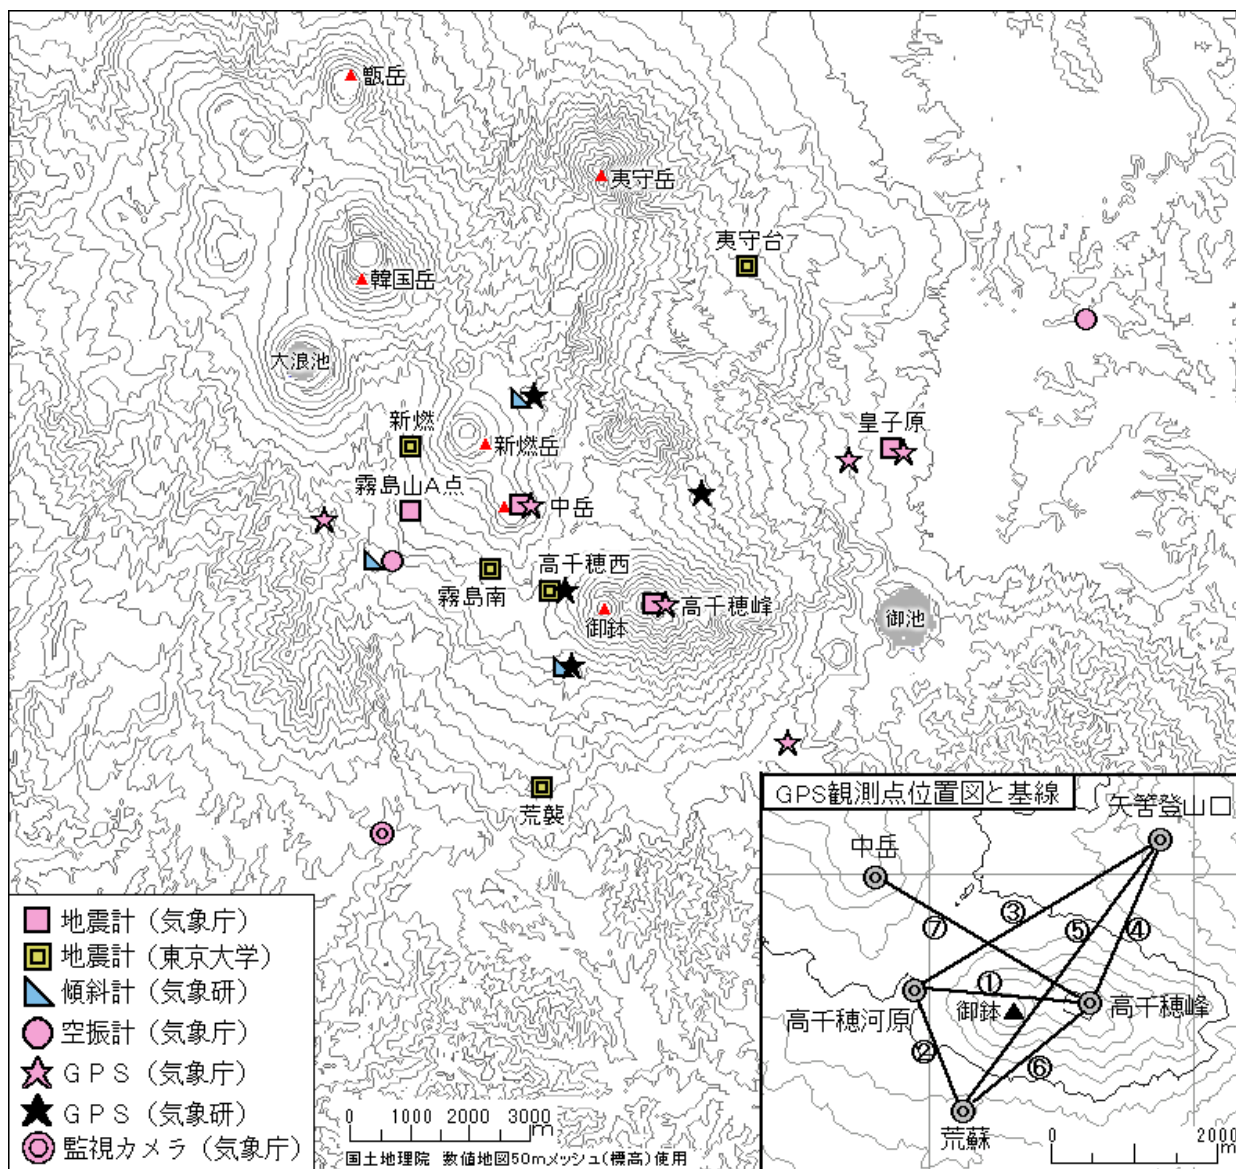 甑岳
夷守岳
夷守台
韓国岳
大浪池
新燃
新燃岳
皇子原
霧島山A点
中岳
高千穂西
霧島南
高千穂峰
御鉢
御池
荒襲
地震計（気象庁）
地震計（東京大学）
傾斜計（気象研）
空振計（気象庁）
GPS（気象庁）
GPS（気象研）
監視カメラ（気象庁）
0 1000 2000 3000
m
国土地理院 数値地図50mメッシュ(標高)使用
GPS観測点位置図と基線
矢筈登山口
中岳
③
⑦
⑤
④
①
高千穂河原
御鉢
高千穂峰
②
⑥
荒蘇
0 2000
m